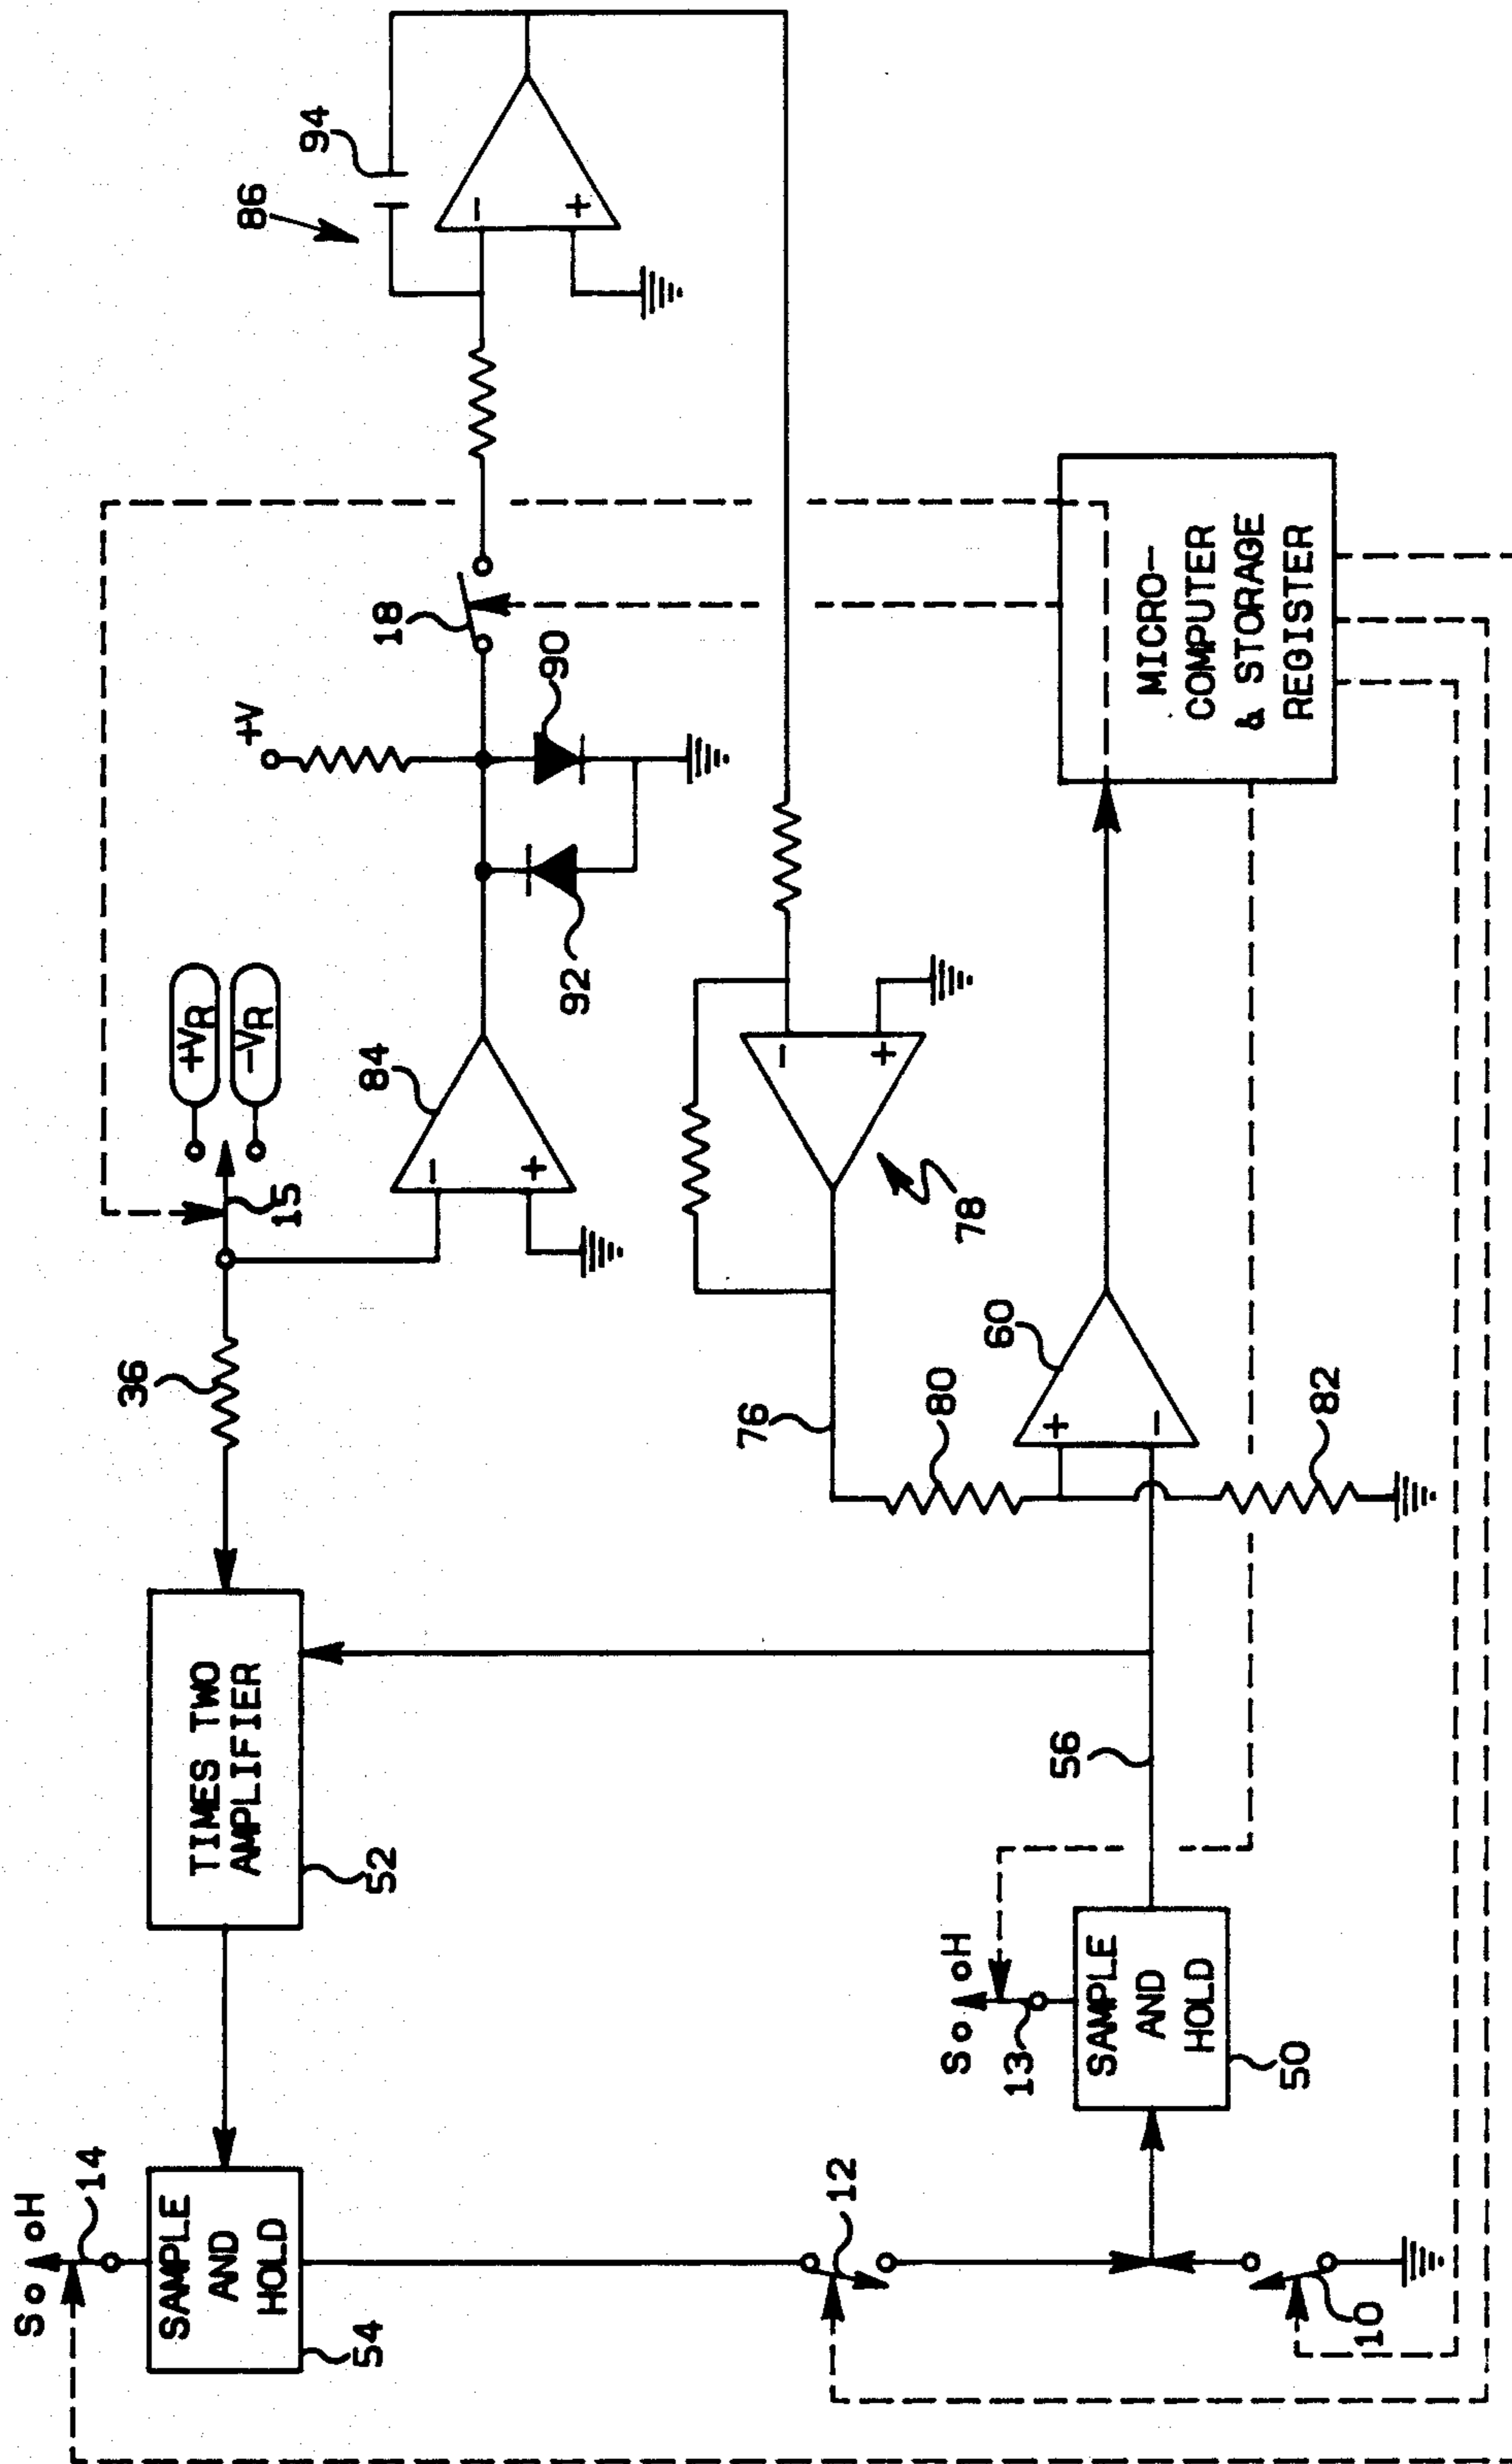 S H
14
SAMPLE
AND
HOLD
54
TIMES TWO
AMPLIFIER
52
36
15
+VR
-VR
84
-
+
+V
92
90
18
86
94
-
+
12
10
S H
13
SAMPLE
AND
HOLD
50
56
76
80
82
60
+
-
78
-
+
MICRO-
COMPUTER
& STORAGE
REGISTER